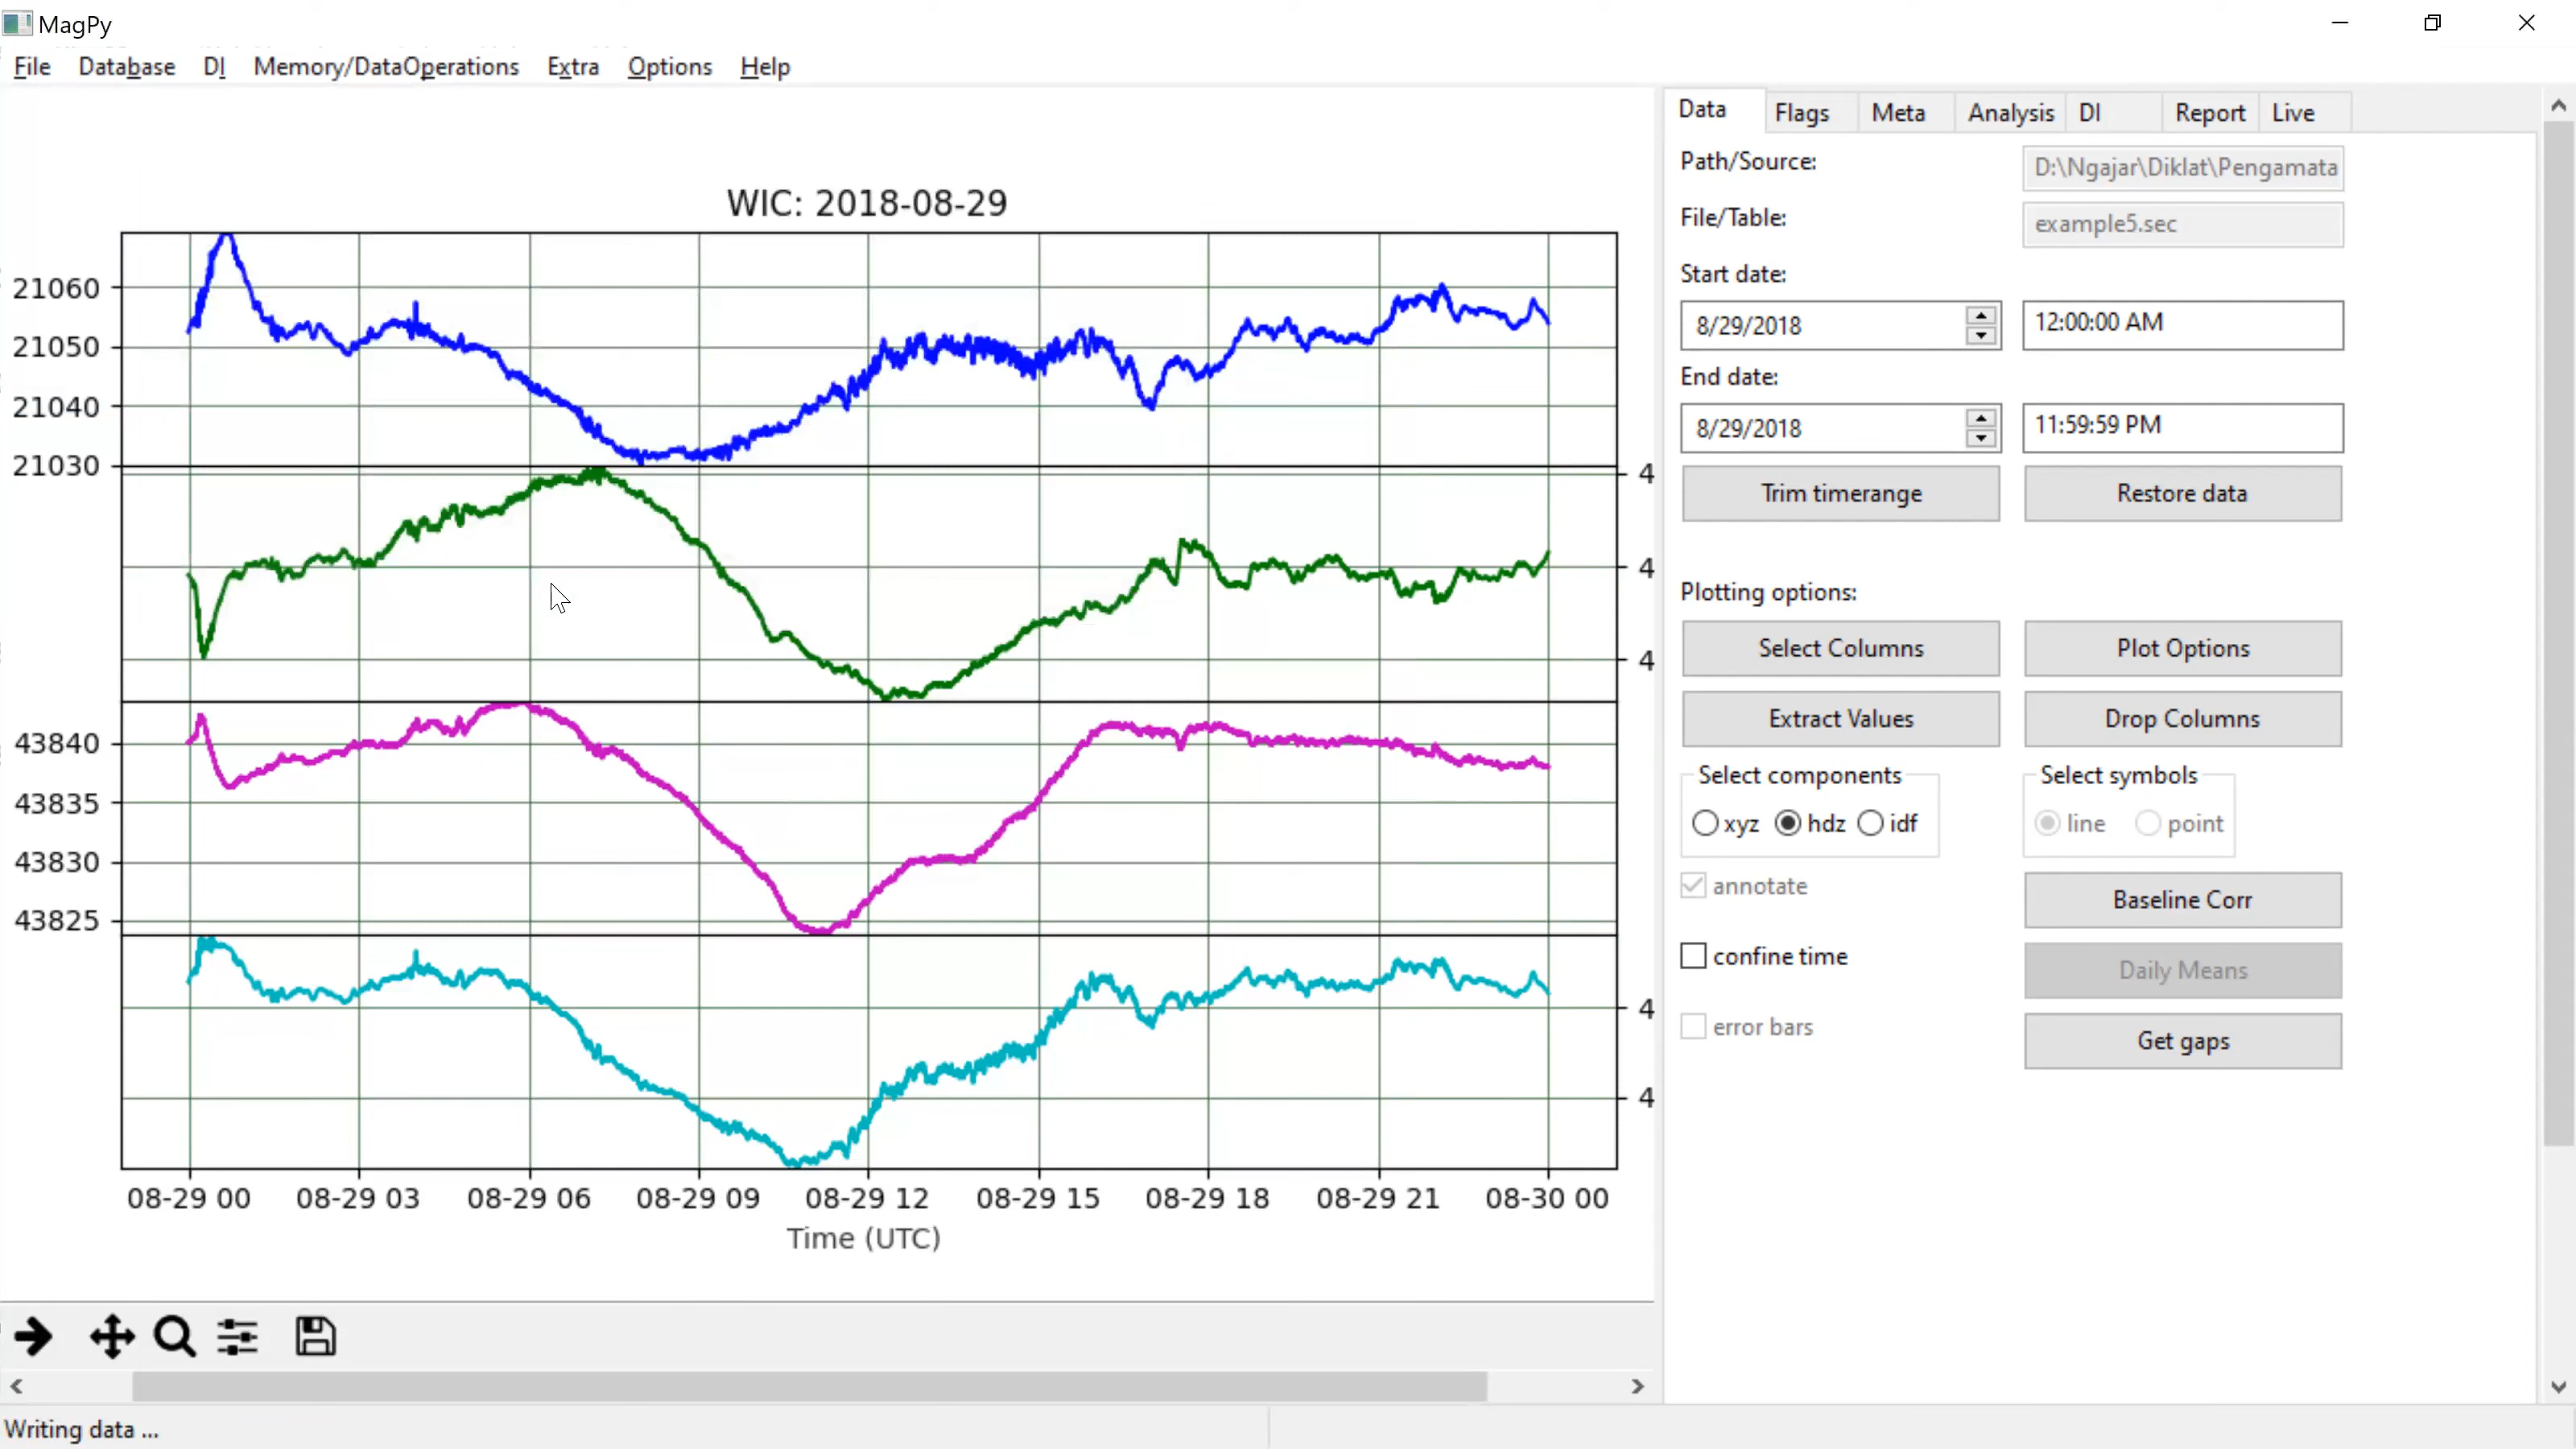 MagPy
File Database DI Memory/DataOperations Extra Options Help
WIC: 2018-08-29
21060
21050
21040
21030
4
4
4
43840
43835
43830
43825
4
4
08-29 00 08-29 03 08-29 06 08-29 09 08-29 12 08-29 15 08-29 18 08-29 21 08-30 00
Time (UTC)
Writing data ...
Data Flags Meta Analysis DI Report Live
Path/Source: D:\Ngajar\Diklat\Pengamata
File/Table: example5.sec
Start date:
8/29/2018 12:00:00 AM
End date:
8/29/2018 11:59:59 PM
Trim timerange Restore data
Plotting options:
Select Columns Plot Options
Extract Values Drop Columns
Select components Select symbols
xyz hdz idf line point
annotate Baseline Corr
confine time Daily Means
error bars Get gaps